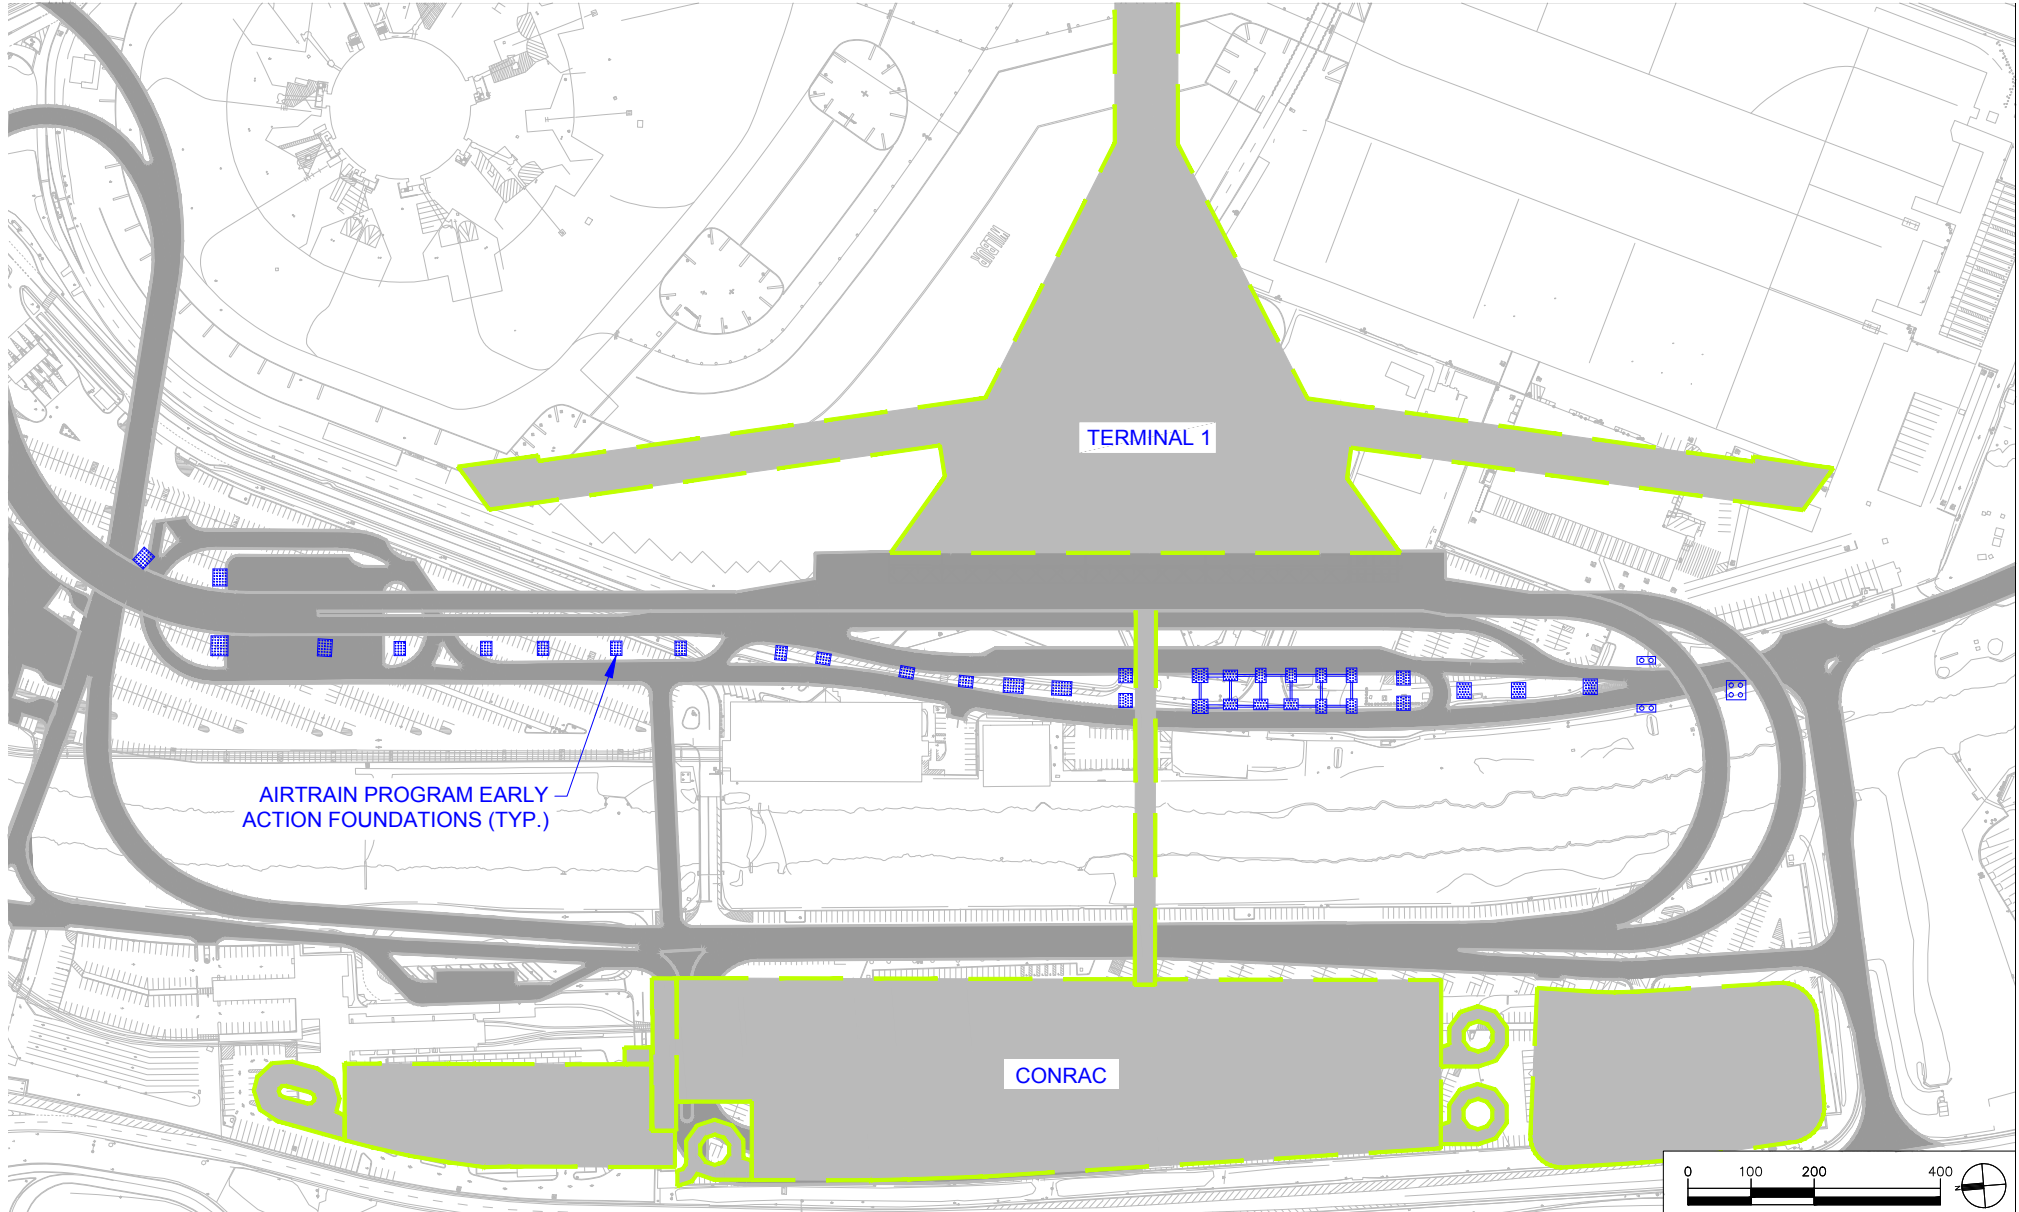 TERMINAL 1
AIRTRAIN PROGRAM EARLY
ACTION FOUNDATIONS (TYP.)
CONRAC
0 100 200 400
N